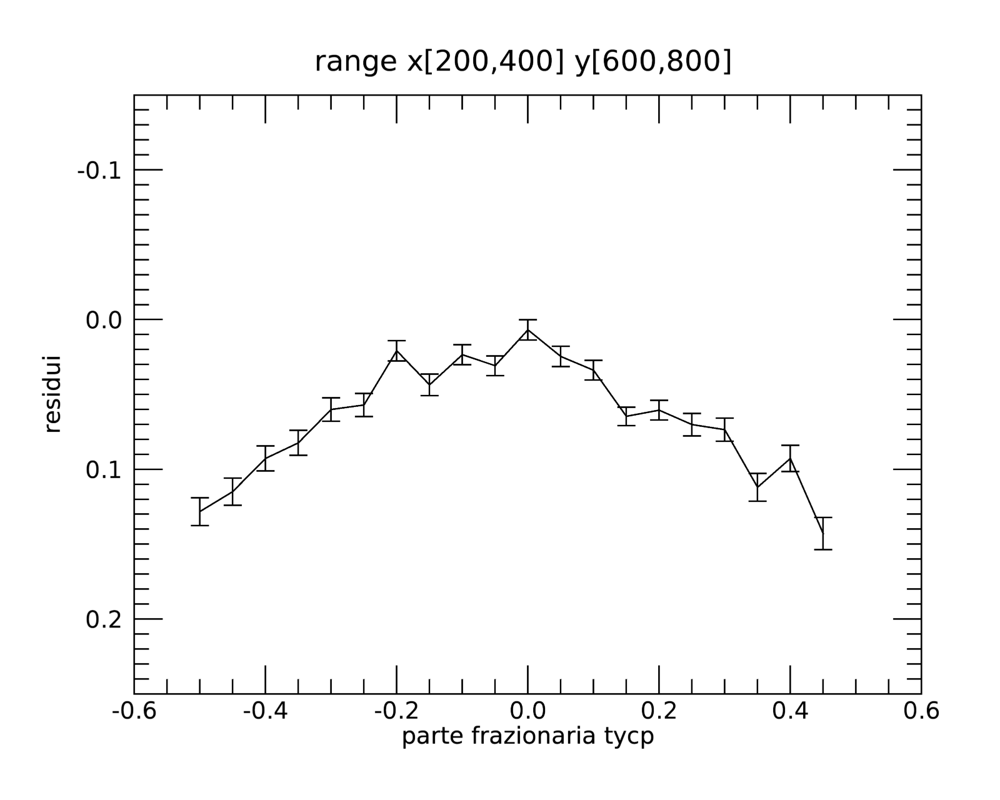 range x[200,400] y[600,800]
-0.1
0.0
0.1
0.2
residui
-0.6 -0.4 -0.2 0.0 0.2 0.4 0.6
parte frazionaria tycp